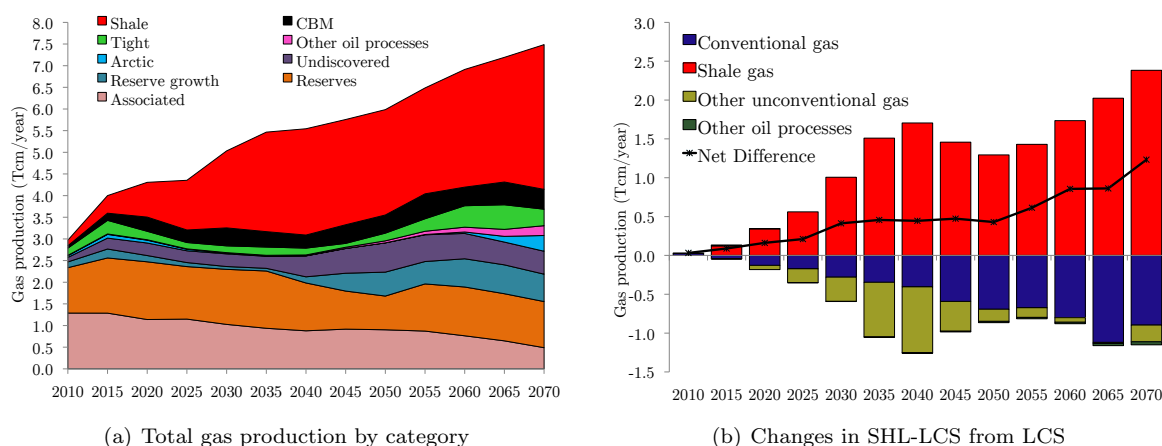 8.0
7.5
7.0
6.5
6.0
5.5
5.0
4.5
4.0
3.5
3.0
2.5
2.0
1.5
1.0
0.5
0.0
Gas production (Tcm/year)
Shale
Tight
Arctic
Reserve growth
Associated
CBM
Other oil processes
Undiscovered
Reserves
2010 2015 2020 2025 2030 2035 2040 2045 2050 2055 2060 2065 2070
(a) Total gas production by category
3.0
2.5
2.0
1.5
1.0
0.5
0.0
-0.5
-1.0
-1.5
Gas production (Tcm/year)
Conventional gas
Shale gas
Other unconventional gas
Other oil processes
Net Difference
2010 2015 2020 2025 2030 2035 2040 2045 2050 2055 2060 2065 2070
(b) Changes in SHL-LCS from LCS